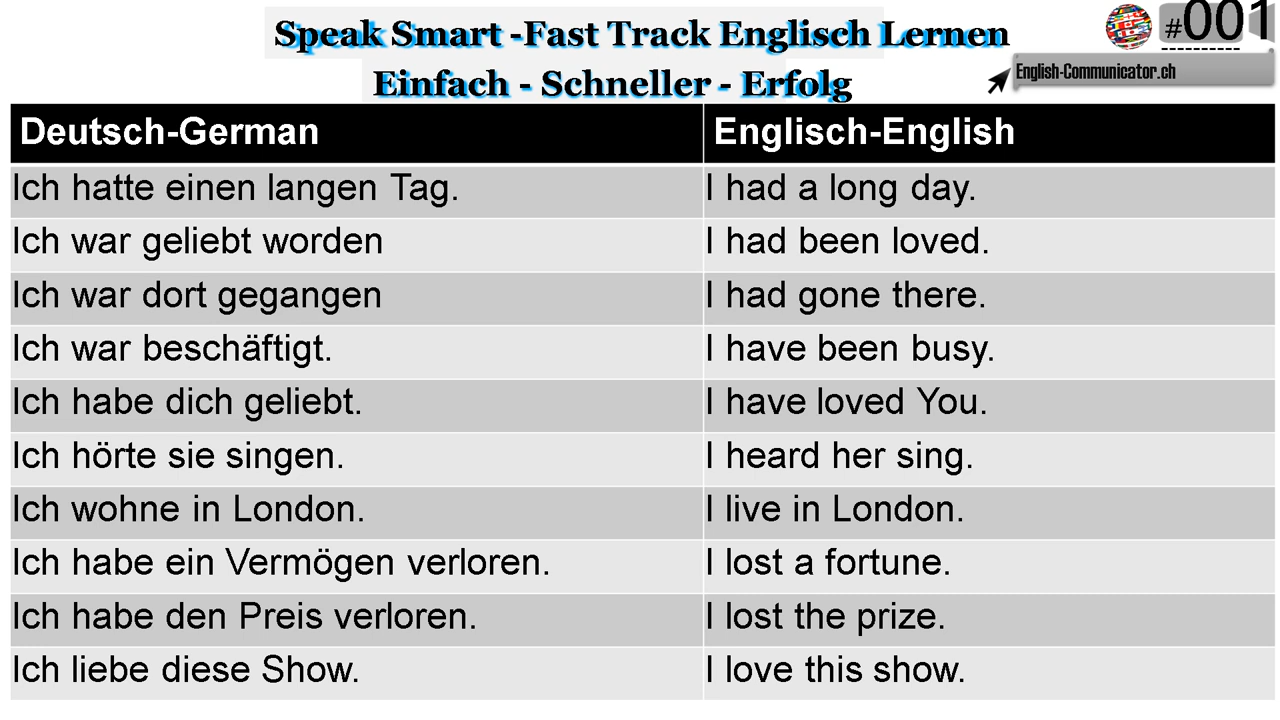 Speak Smart -Fast Track Englisch Lernen
Einfach - Schneller - Erfolg
#001
English-Communicator.ch
Deutsch-German Englisch-English
Ich hatte einen langen Tag. I had a long day.
Ich war geliebt worden I had been loved.
Ich war dort gegangen I had gone there.
Ich war beschäftigt. I have been busy.
Ich habe dich geliebt. I have loved You.
Ich hörte sie singen. I heard her sing.
Ich wohne in London. I live in London.
Ich habe ein Vermögen verloren. I lost a fortune.
Ich habe den Preis verloren. I lost the prize.
Ich liebe diese Show. I love this show.